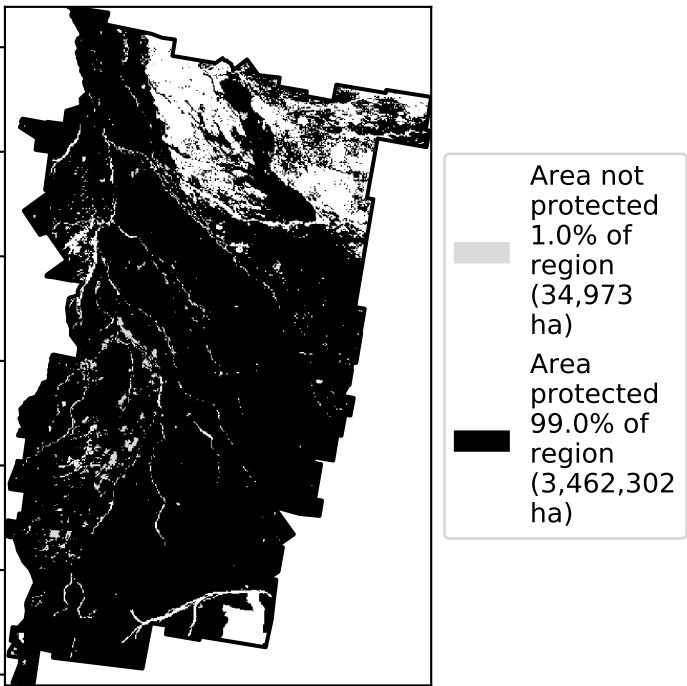 Area not
protected
1.0% of
region
(34,973
ha)
Area
protected
99.0% of
region
(3,462,302
ha)